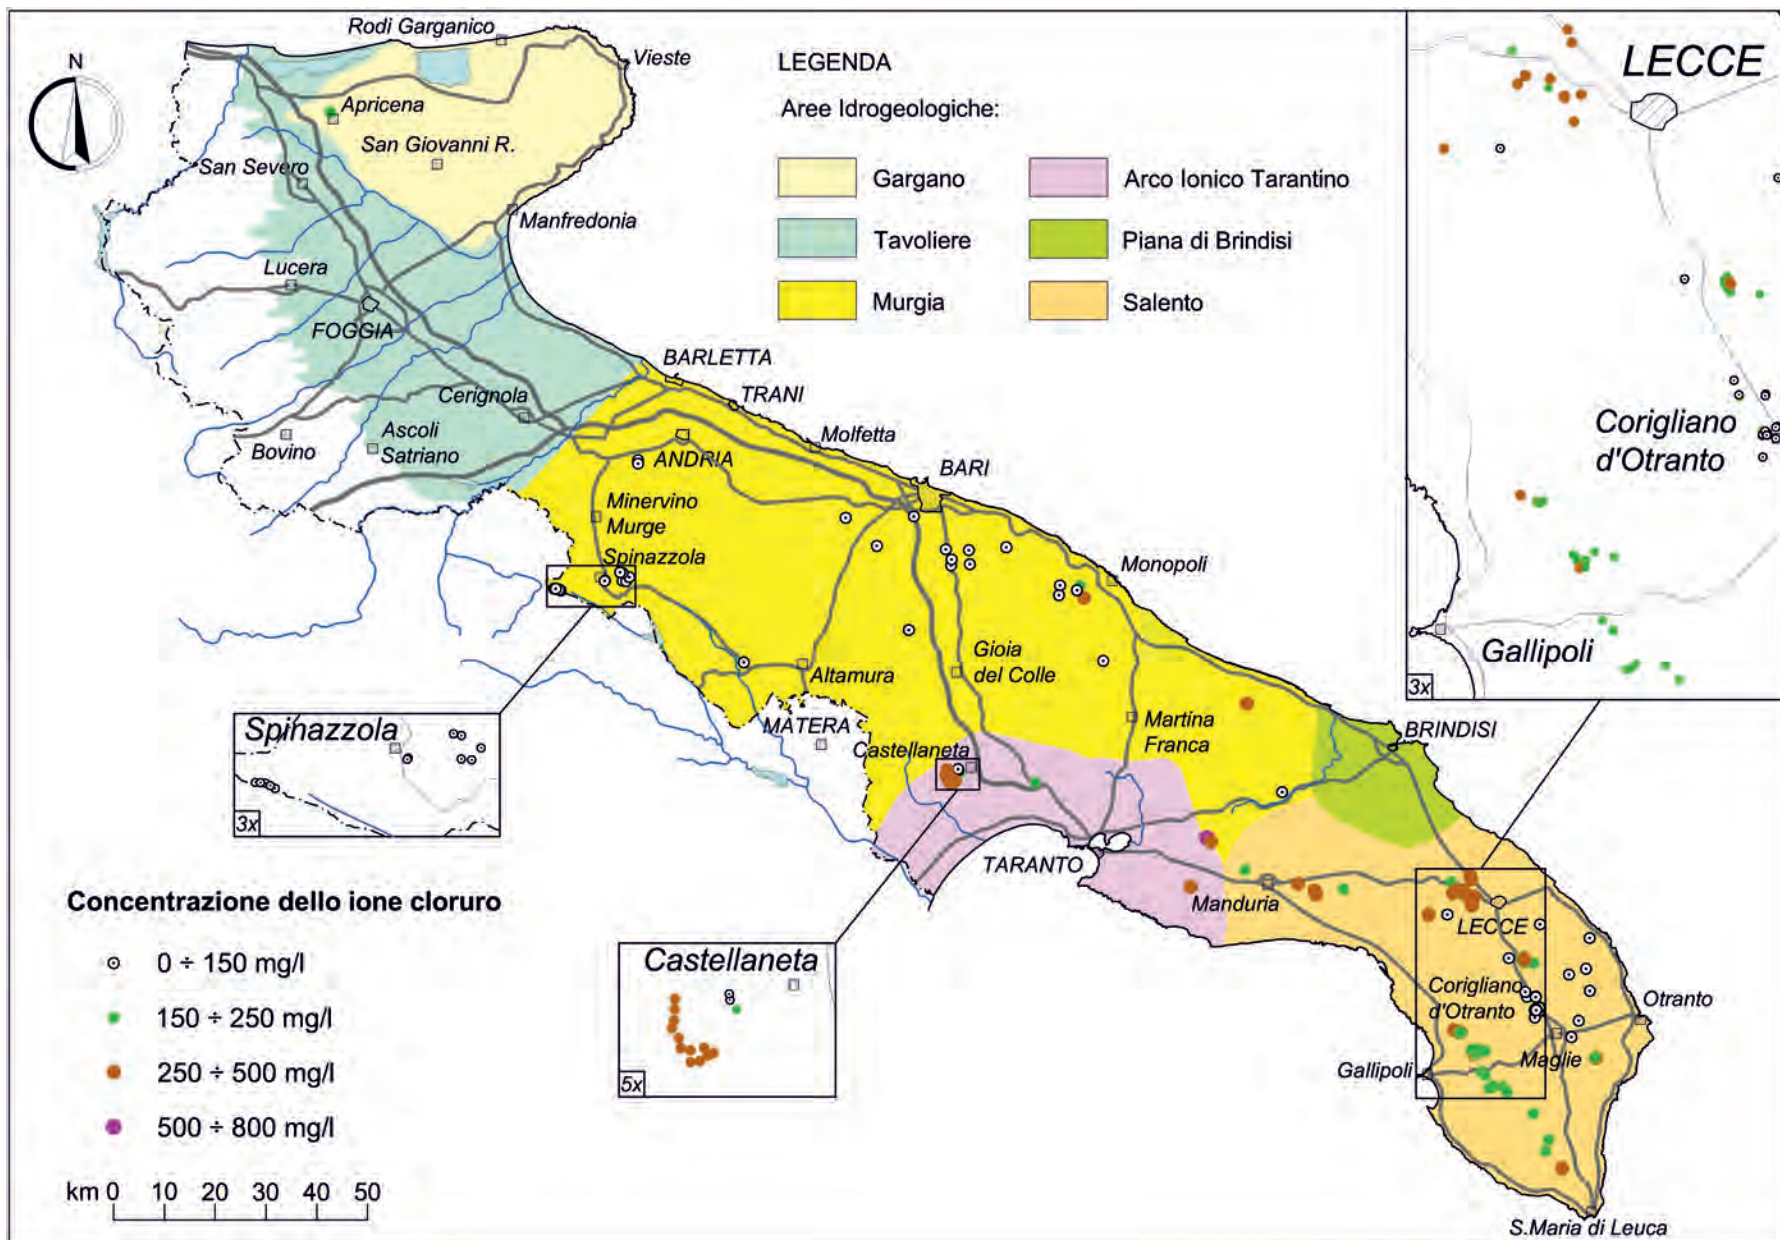 N
Rodi Garganico
Vieste
Apricena
San Giovanni R.
San Severo
Manfredonia
Lucera
FOGGIA
Cerignola
Bovino
Ascoli
Satriano
BARLETTA
TRANI
ANDRIA
Molfetta
BARI
Minervino
Murge
Spinazzola
Monopoli
Altamura
Gioia
del Colle
MATERA
Castellaneta
Martina
Franca
BRINDISI
TARANTO
Manduria
LECCE
Corigliano
d'Otranto
Otranto
Maglie
Gallipoli
S.Maria di Leuca
LEGENDA
Aree Idrogeologiche:
Gargano
Tavoliere
Murgia
Arco Ionico Tarantino
Piana di Brindisi
Salento
LECCE
Corigliano
d'Otranto
Gallipoli
3x
Spinazzola
3x
Castellaneta
5x
Concentrazione dello ione cloruro
0 ÷ 150 mg/l
150 ÷ 250 mg/l
250 ÷ 500 mg/l
500 ÷ 800 mg/l
km 0 10 20 30 40 50